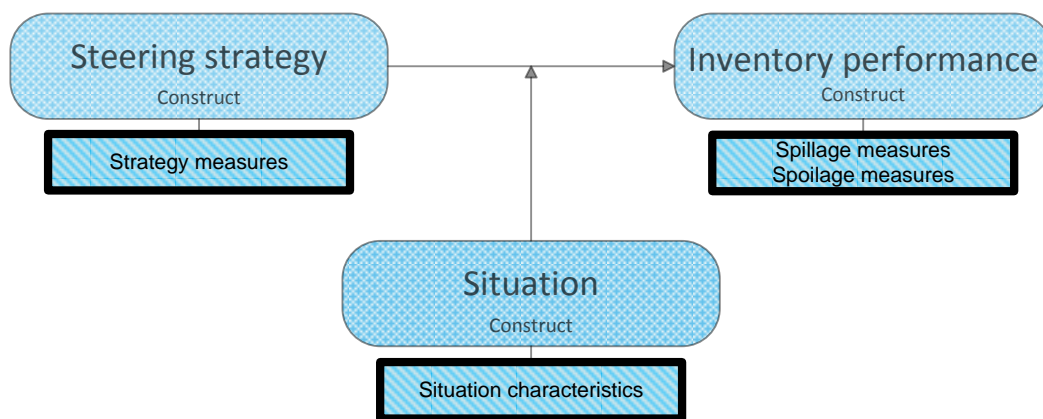 Steering strategy
Construct
Strategy measures
Inventory performance
Construct
Spillage measures
Spoilage measures
Situation
Construct
Situation characteristics